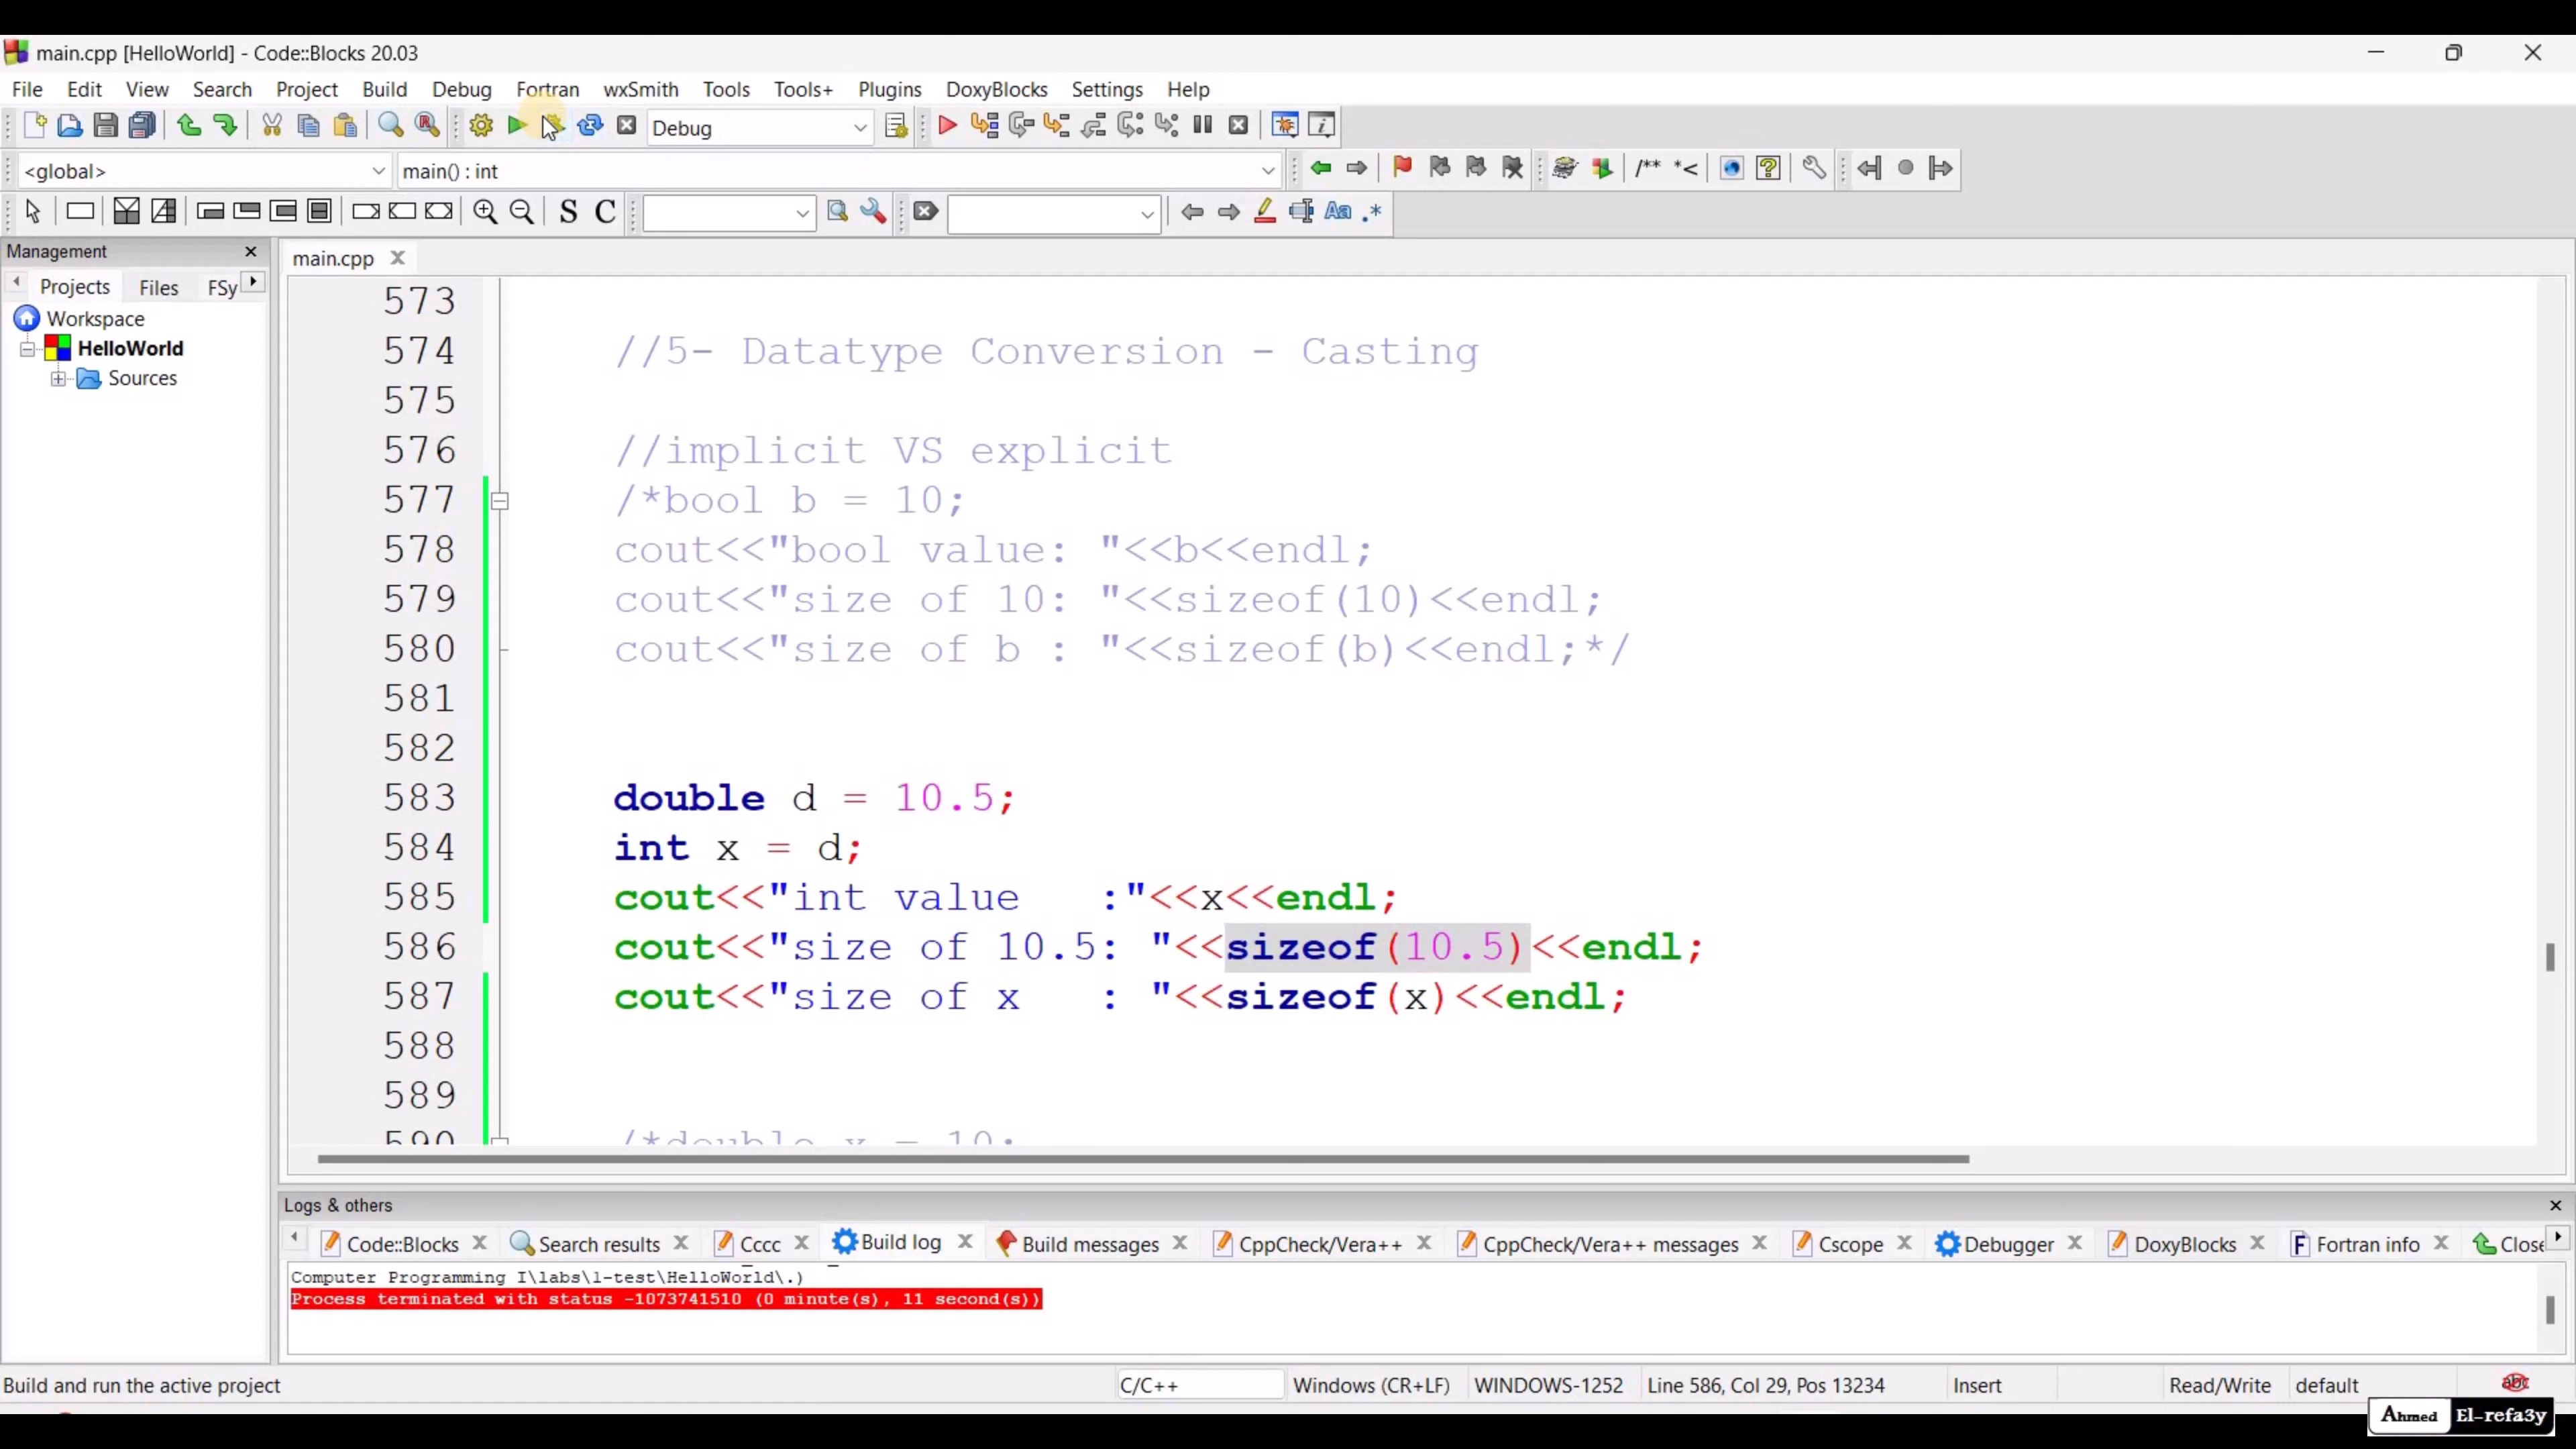 main.cpp [HelloWorld] - Code::Blocks 20.03
File Edit View Search Project Build Debug Fortran wxSmith Tools Tools+ Plugins DoxyBlocks Settings Help
Debug
<global> main() : int /** *<
S C Aa .*
Management
main.cpp
Projects Files FSy
Workspace
HelloWorld
Sources
573
574 //5- Datatype Conversion - Casting
575
576 //implicit VS explicit
577 /*bool b = 10;
578 cout<<"bool value: "<<b<<endl;
579 cout<<"size of 10: "<<sizeof(10)<<endl;
580 cout<<"size of b : "<<sizeof(b)<<endl;*/
581
582
583 double d = 10.5;
584 int x = d;
585 cout<<"int value   :"<<x<<endl;
586 cout<<"size of 10.5: "<<sizeof(10.5)<<endl;
587 cout<<"size of x   : "<<sizeof(x)<<endl;
588
589
590 /*double x = 10;
Logs & others
Code::Blocks Search results Cccc Build log Build messages CppCheck/Vera++ CppCheck/Vera++ messages Cscope Debugger DoxyBlocks Fortran info Close
Computer Programming I\labs\1-test\HelloWorld\.)
Process terminated with status -1073741510 (0 minute(s), 11 second(s))
Build and run the active project C/C++ Windows (CR+LF) WINDOWS-1252 Line 586, Col 29, Pos 13234 Insert Read/Write default
Ahmed El-refa3y